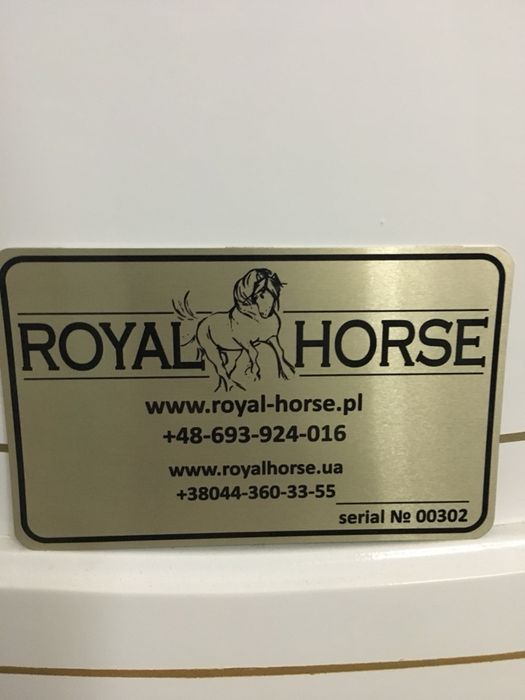 ROYAL HORSE
www.royal-horse.pl
+48-693-924-016
www.royalhorse.ua
+38044-360-33-55
serial № 00302